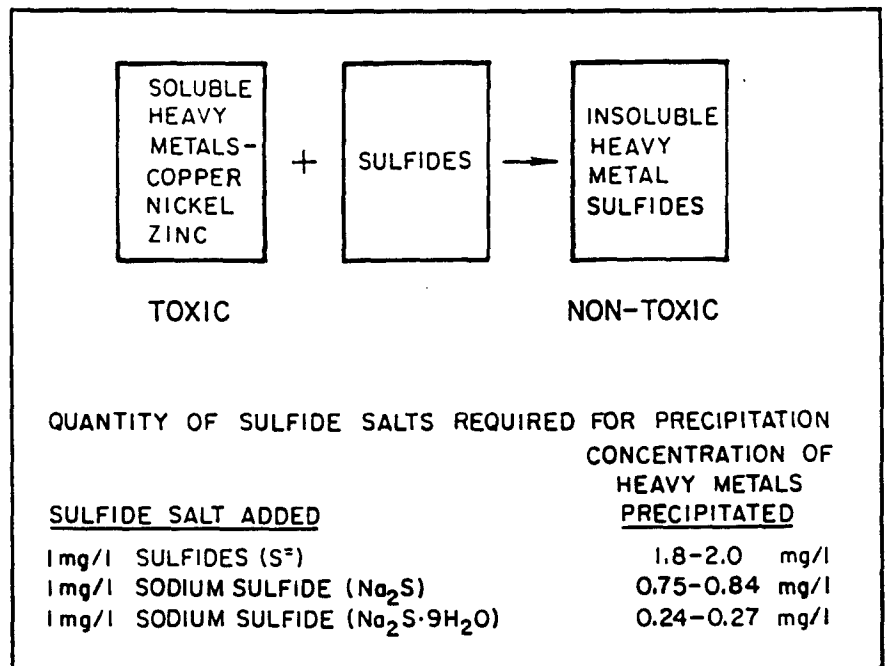 SOLUBLE
HEAVY
METALS-
COPPER
NICKEL
ZINC
+
SULFIDES
→
INSOLUBLE
HEAVY
METAL
SULFIDES
TOXIC
NON-TOXIC
QUANTITY OF SULFIDE SALTS REQUIRED FOR PRECIPITATION
CONCENTRATION OF
HEAVY METALS
SULFIDE SALT ADDED PRECIPITATED
1 mg/l SULFIDES (S⁼) 1.8-2.0 mg/l
1 mg/l SODIUM SULFIDE (Na₂S) 0.75-0.84 mg/l
1 mg/l SODIUM SULFIDE (Na₂S·9H₂O) 0.24-0.27 mg/l